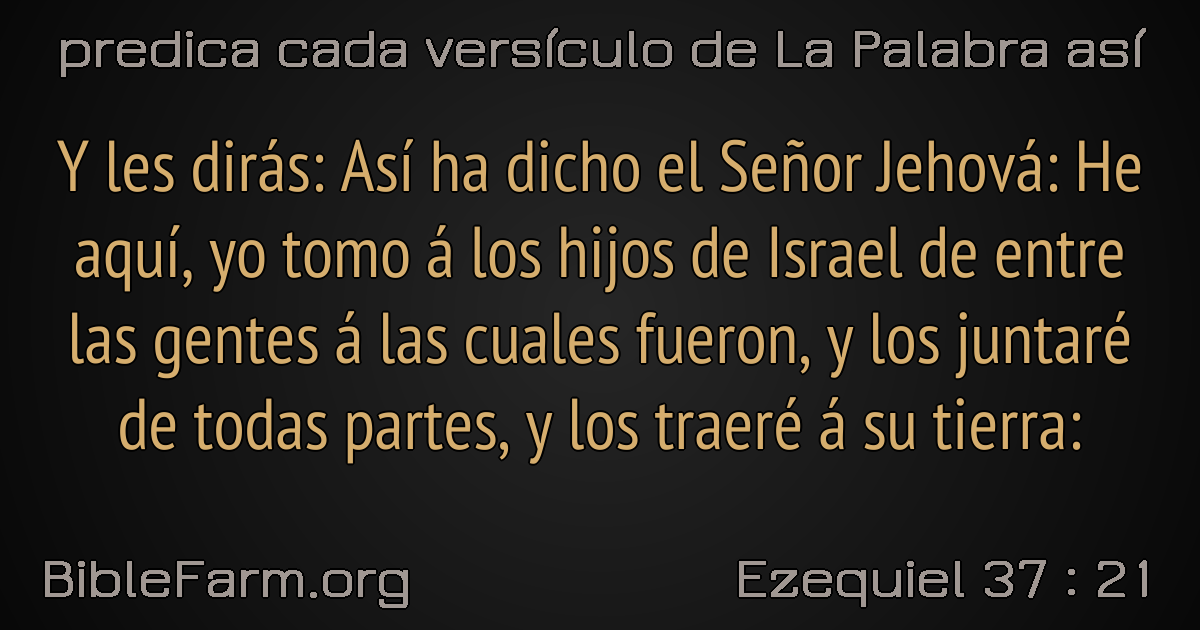 predica cada versículo de La Palabra así
Y les dirás: Así ha dicho el Señor Jehová: He
aquí, yo tomo á los hijos de Israel de entre
las gentes á las cuales fueron, y los juntaré
de todas partes, y los traeré á su tierra:
BibleFarm.org
Ezequiel 37 : 21